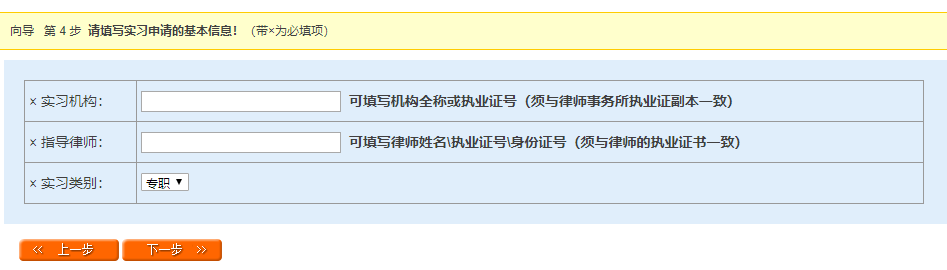 向导 第 4 步 请填写实习申请的基本信息! (带×为必填项)
× 实习机构: 可填写机构全称或执业证号(须与律师事务所执业证副本一致)
× 指导律师: 可填写律师姓名\执业证号\身份证号(须与律师的执业证书一致)
× 实习类别: 专职 ▼
<< 上一步 下一步 >>